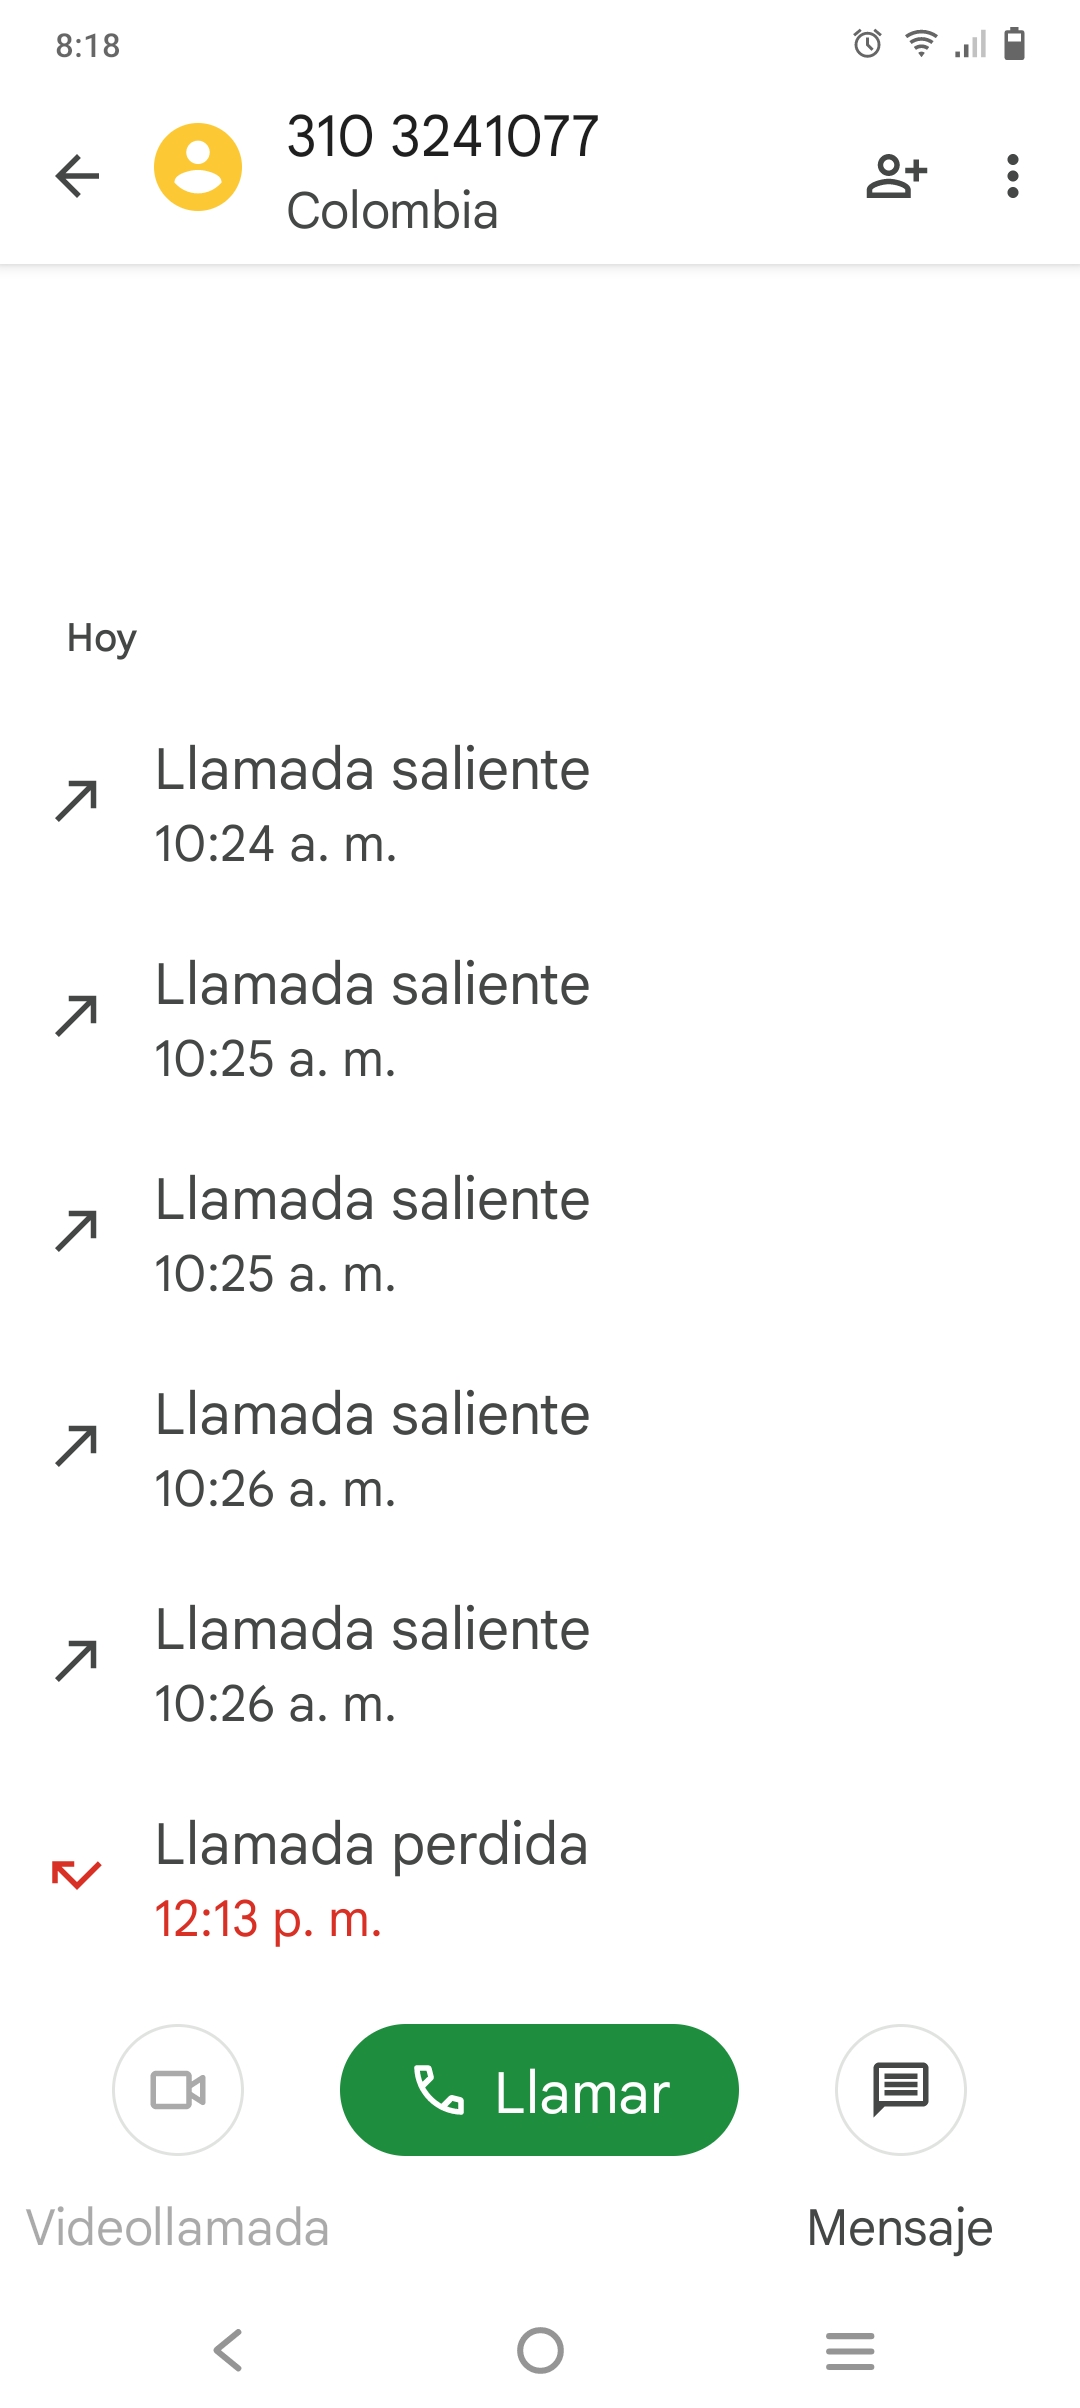 8:18
310 3241077
Colombia
Hoy
Llamada saliente
10:24 a. m.
Llamada saliente
10:25 a. m.
Llamada saliente
10:25 a. m.
Llamada saliente
10:26 a. m.
Llamada saliente
10:26 a. m.
Llamada perdida
12:13 p. m.
Llamar
Videollamada
Mensaje